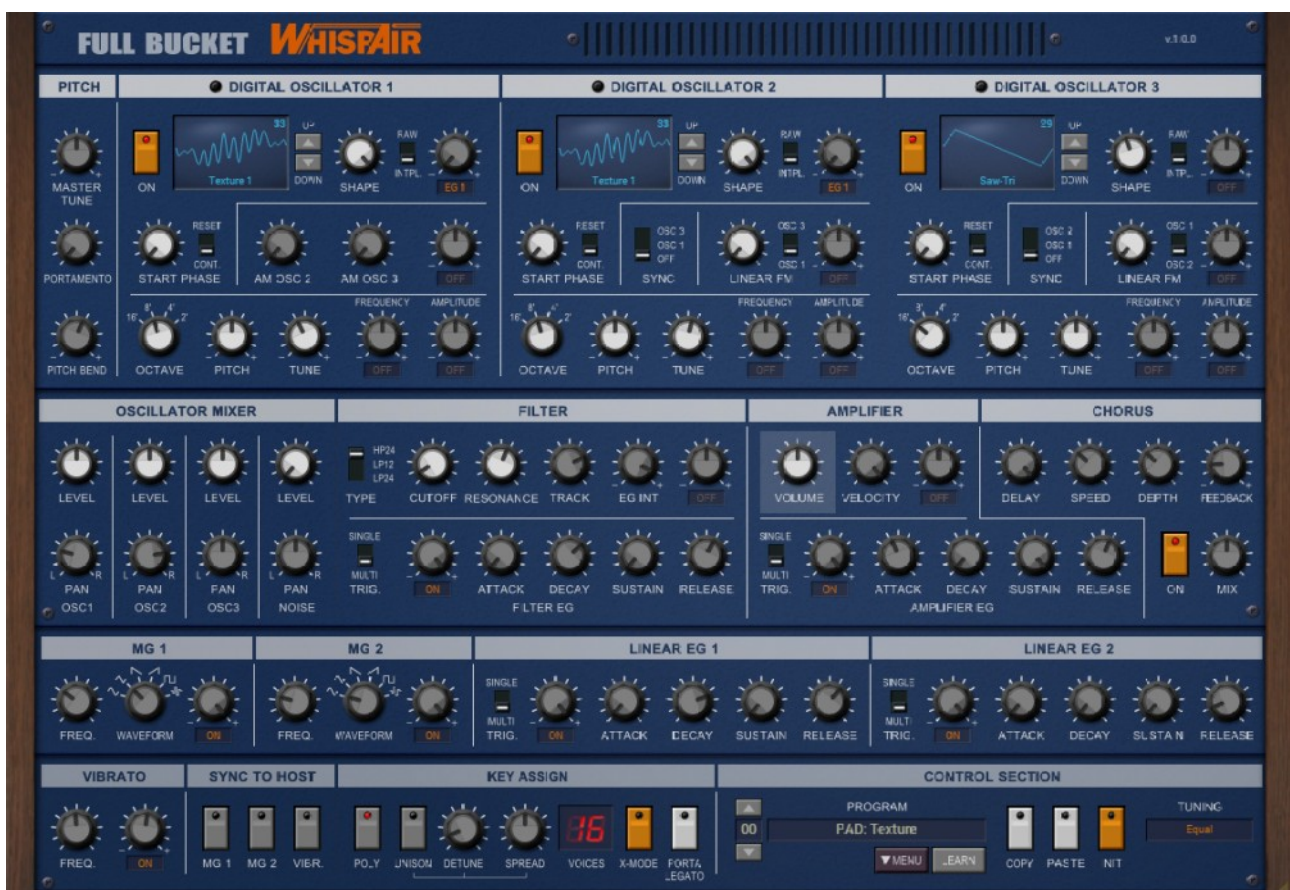 FULL BUCKET WHISPAIR v.1.0.0
PITCH DIGITAL OSCILLATOR 1 DIGITAL OSCILLATOR 2 DIGITAL OSCILLATOR 3
33 UP RAW 33 UP RAW 29 UP RAW
Texture 1 DOWN INTPL. Texture 1 DOWN INTPL. Saw-Tri DOWN INTPL.
MASTER TUNE ON SHAPE EG 1 ON SHAPE EG 1 ON SHAPE OFF
RESET RESET OSC 3 OSC 3 RESET OSC 2 OSC 1
OSC 1 OSC 1
CONT. CONT. OFF OSC 1 CONT. OFF OSC 2
PORTAMENTO START PHASE AM OSC 2 AM OSC 3 OFF START PHASE SYNC LINEAR FM OFF START PHASE SYNC LINEAR FM OFF
16' 8' 4' 2' FREQUENCY AMPLITUDE 16' 8' 4' 2' FREQUENCY AMPLITUDE 16' 8' 4' 2' FREQUENCY AMPLITUDE
PITCH BEND OCTAVE PITCH TUNE OFF OFF OCTAVE PITCH TUNE OFF OFF OCTAVE PITCH TUNE OFF OFF
OSCILLATOR MIXER FILTER AMPLIFIER CHORUS
HP24
LP12
LP24
LEVEL LEVEL LEVEL LEVEL TYPE CUTOFF RESONANCE TRACK EG INT OFF VOLUME VELOCITY OFF DELAY SPEED DEPTH FEEDBACK
SINGLE SINGLE
L R L R L R L R MULTI MULTI
PAN PAN PAN PAN TRIG. ON ATTACK DECAY SUSTAIN RELEASE TRIG. ON ATTACK DECAY SUSTAIN RELEASE ON MIX
OSC1 OSC2 OSC3 NOISE FILTER EG AMPLIFIER EG
MG 1 MG 2 LINEAR EG 1 LINEAR EG 2
SINGLE SINGLE
MULTI MULTI
FREQ. WAVEFORM ON FREQ. WAVEFORM ON TRIG. ON ATTACK DECAY SUSTAIN RELEASE TRIG. ON ATTACK DECAY SUSTAIN RELEASE
VIBRATO SYNC TO HOST KEY ASSIGN CONTROL SECTION
PROGRAM TUNING
16 00 PAD: Texture Equal
FREQ. ON MG 1 MG 2 VIBR. POLY UNISON DETUNE SPREAD VOICES X-MODE PORTA LEGATO MENU LEARN COPY PASTE INIT